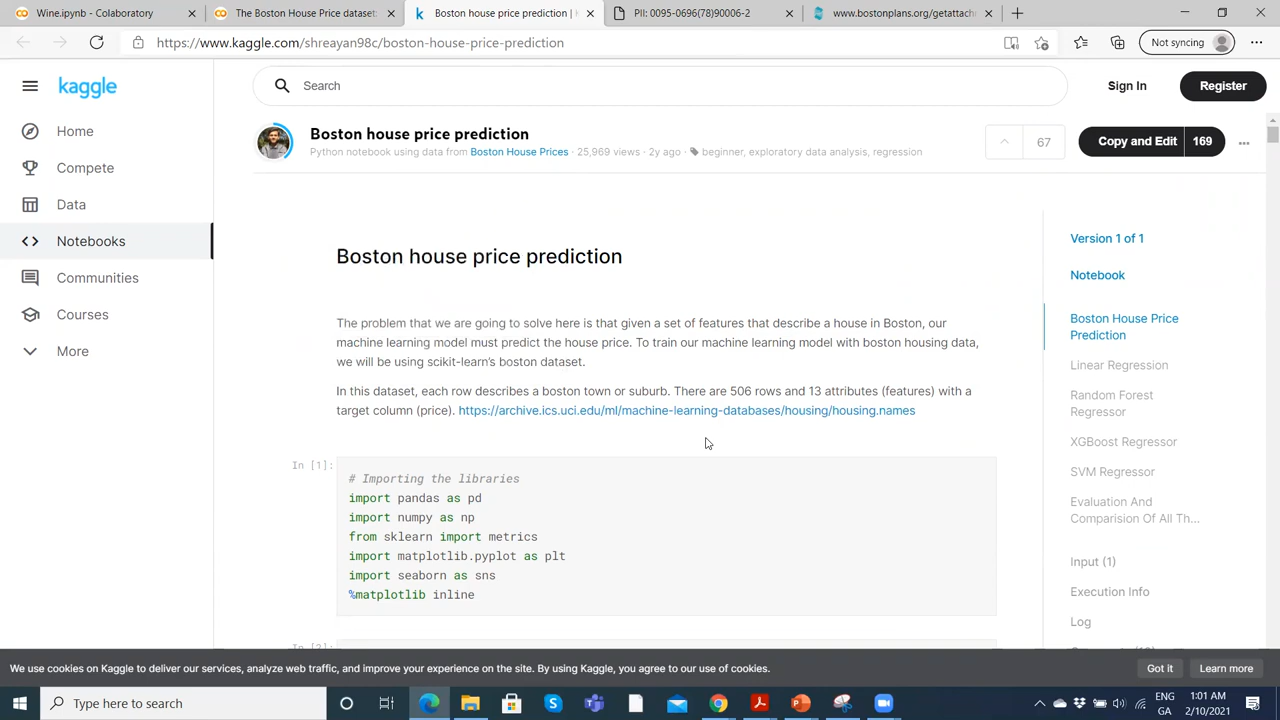 Wine.ipynb - Colaboratory
The Boston House Price dataset
Boston house price prediction |
PII: 0095-0696(78)90006-2
www.bostonplans.org/getattach
https://www.kaggle.com/shreayan98c/boston-house-price-prediction
Not syncing
kaggle
Search
Sign In
Register
Home
Compete
Data
Notebooks
Communities
Courses
More
Boston house price prediction
Python notebook using data from Boston House Prices · 25,969 views · 2y ago · beginner, exploratory data analysis, regression
67
Copy and Edit
169
Boston house price prediction
The problem that we are going to solve here is that given a set of features that describe a house in Boston, our
machine learning model must predict the house price. To train our machine learning model with boston housing data,
we will be using scikit-learn's boston dataset.
In this dataset, each row describes a boston town or suburb. There are 506 rows and 13 attributes (features) with a
target column (price). https://archive.ics.uci.edu/ml/machine-learning-databases/housing/housing.names
In [1]:
# Importing the libraries
import pandas as pd
import numpy as np
from sklearn import metrics
import matplotlib.pyplot as plt
import seaborn as sns
%matplotlib inline
Version 1 of 1
Notebook
Boston House Price
Prediction
Linear Regression
Random Forest
Regressor
XGBoost Regressor
SVM Regressor
Evaluation And
Comparision Of All Th...
Input (1)
Execution Info
Log
We use cookies on Kaggle to deliver our services, analyze web traffic, and improve your experience on the site. By using Kaggle, you agree to our use of cookies.
Got it
Learn more
Type here to search
ENG
GA
1:01 AM
2/10/2021